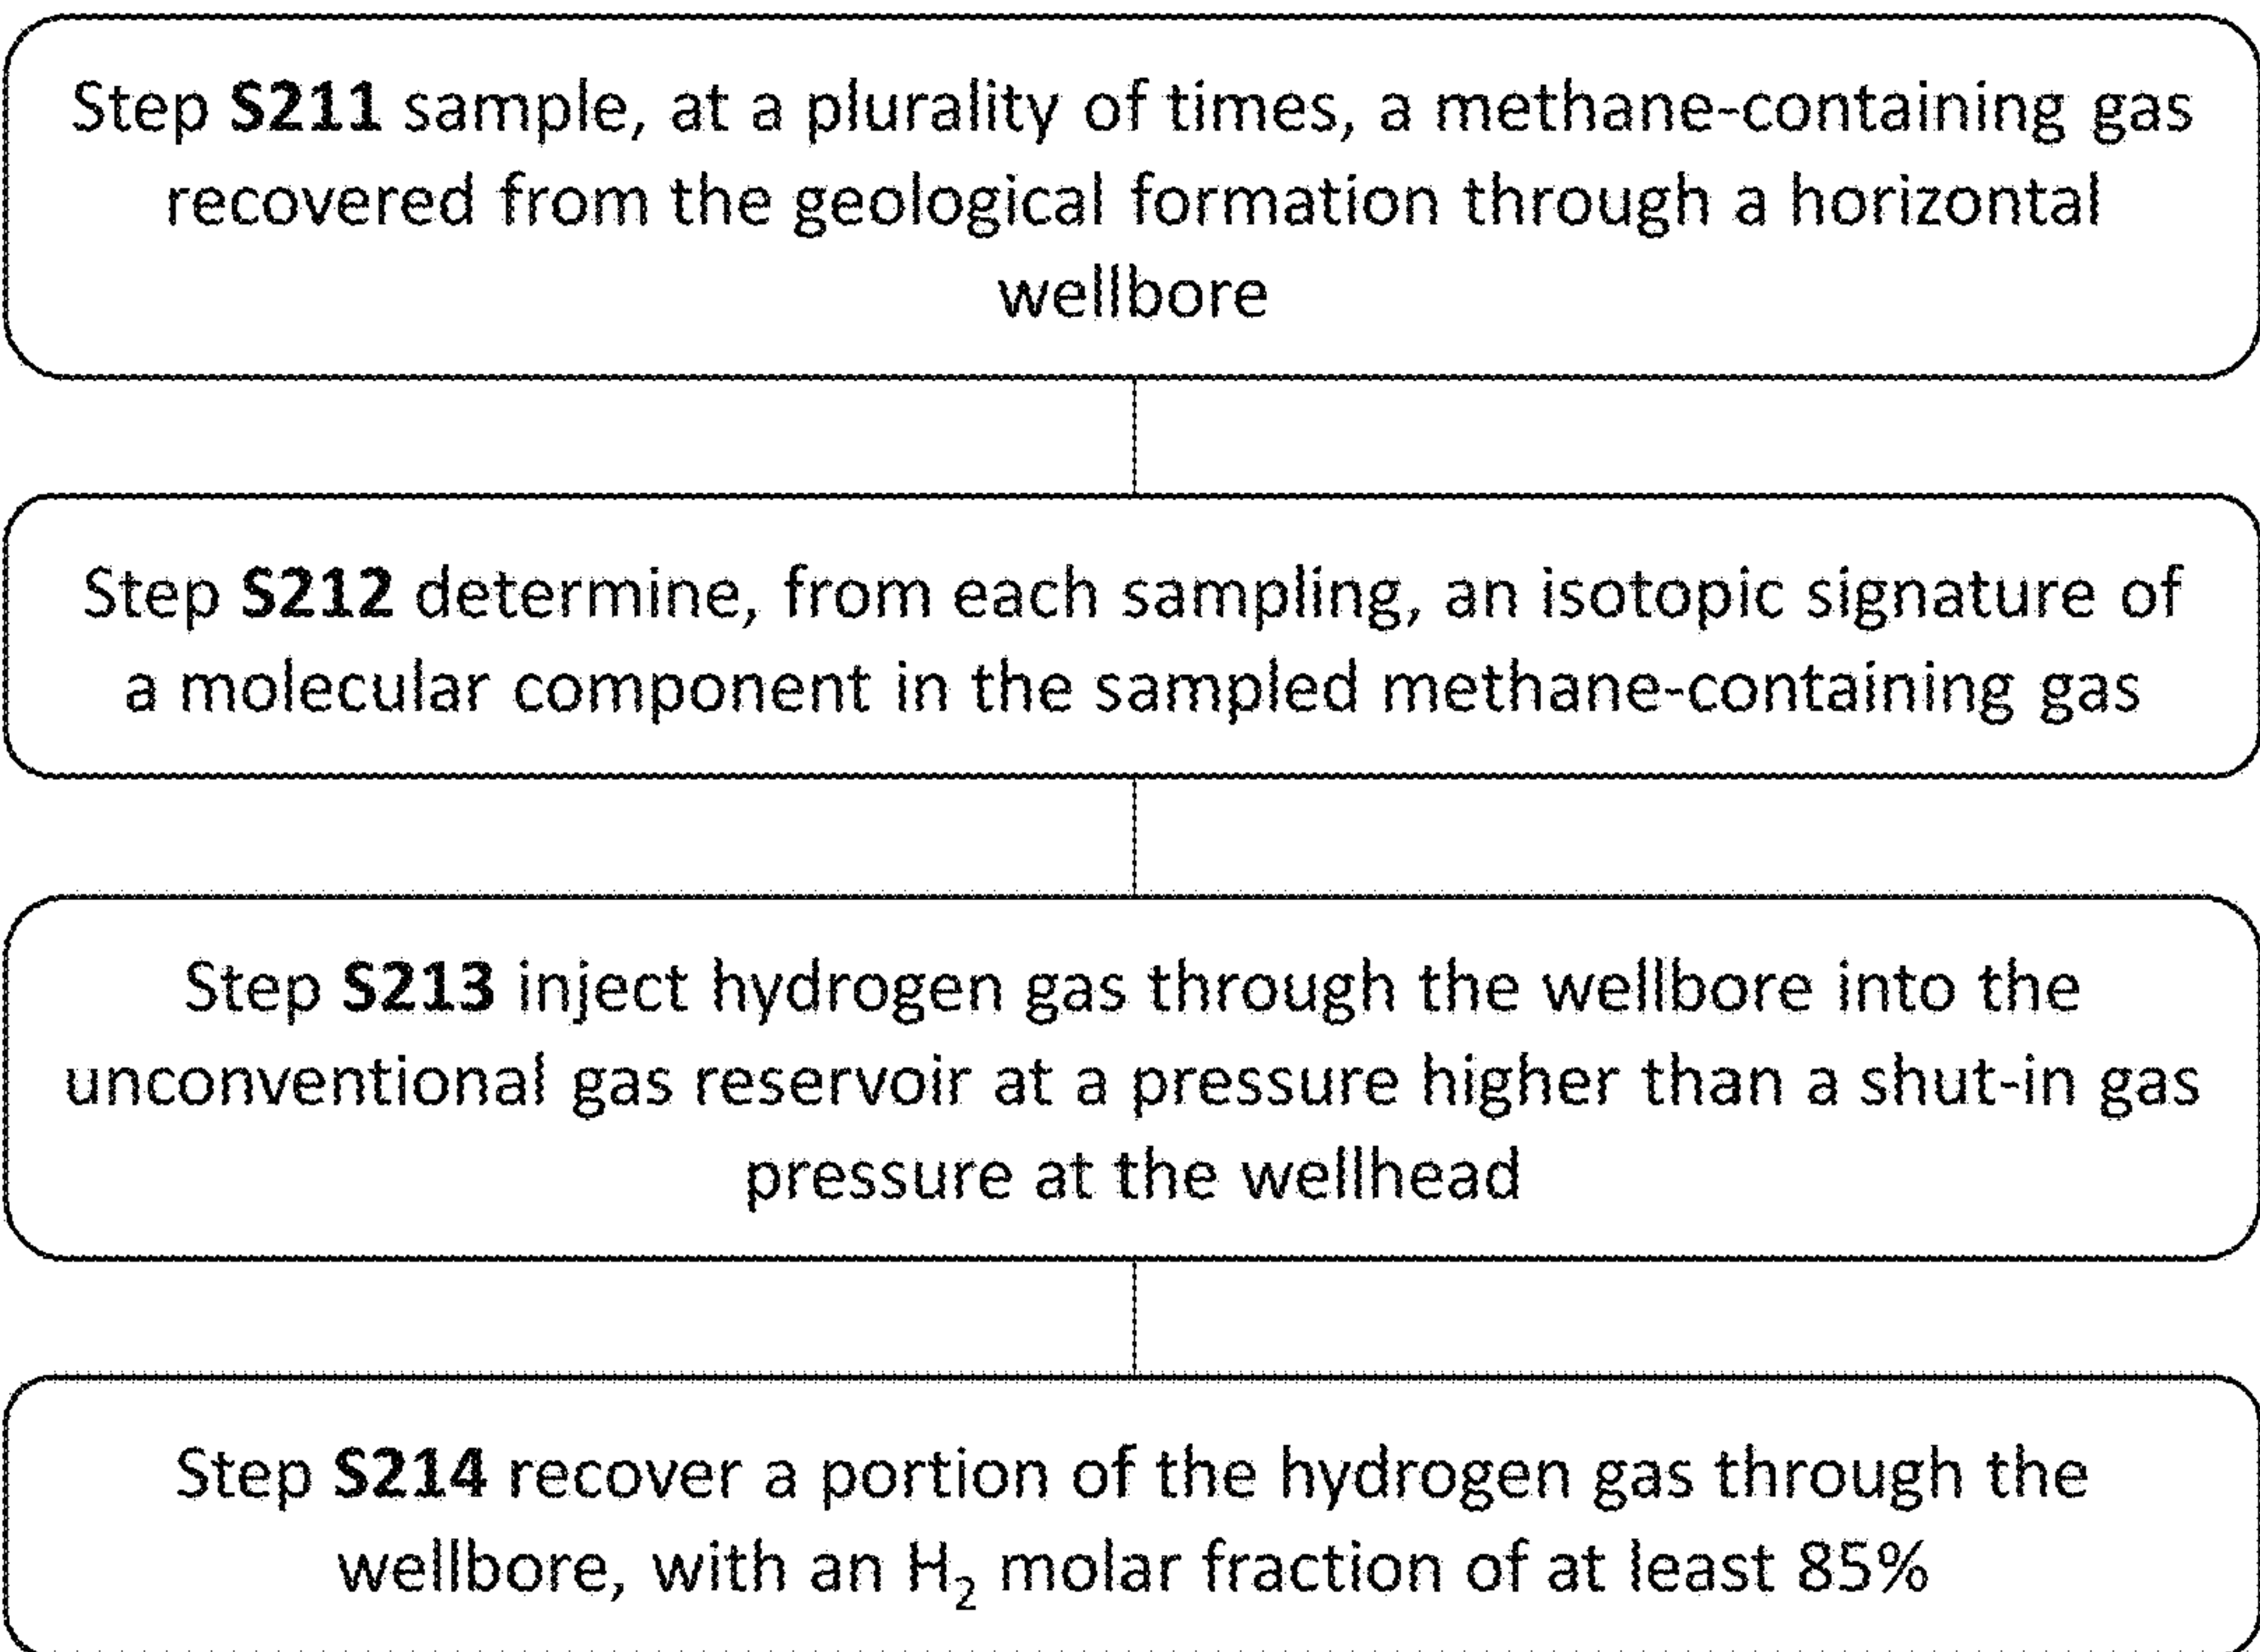 Step S211 sample, at a plurality of times, a methane-containing gas
recovered from the geological formation through a horizontal
wellbore
Step S212 determine, from each sampling, an isotopic signature of
a molecular component in the sampled methane-containing gas
Step S213 inject hydrogen gas through the wellbore into the
unconventional gas reservoir at a pressure higher than a shut-in gas
pressure at the wellhead
Step S214 recover a portion of the hydrogen gas through the
wellbore, with an H₂ molar fraction of at least 85%